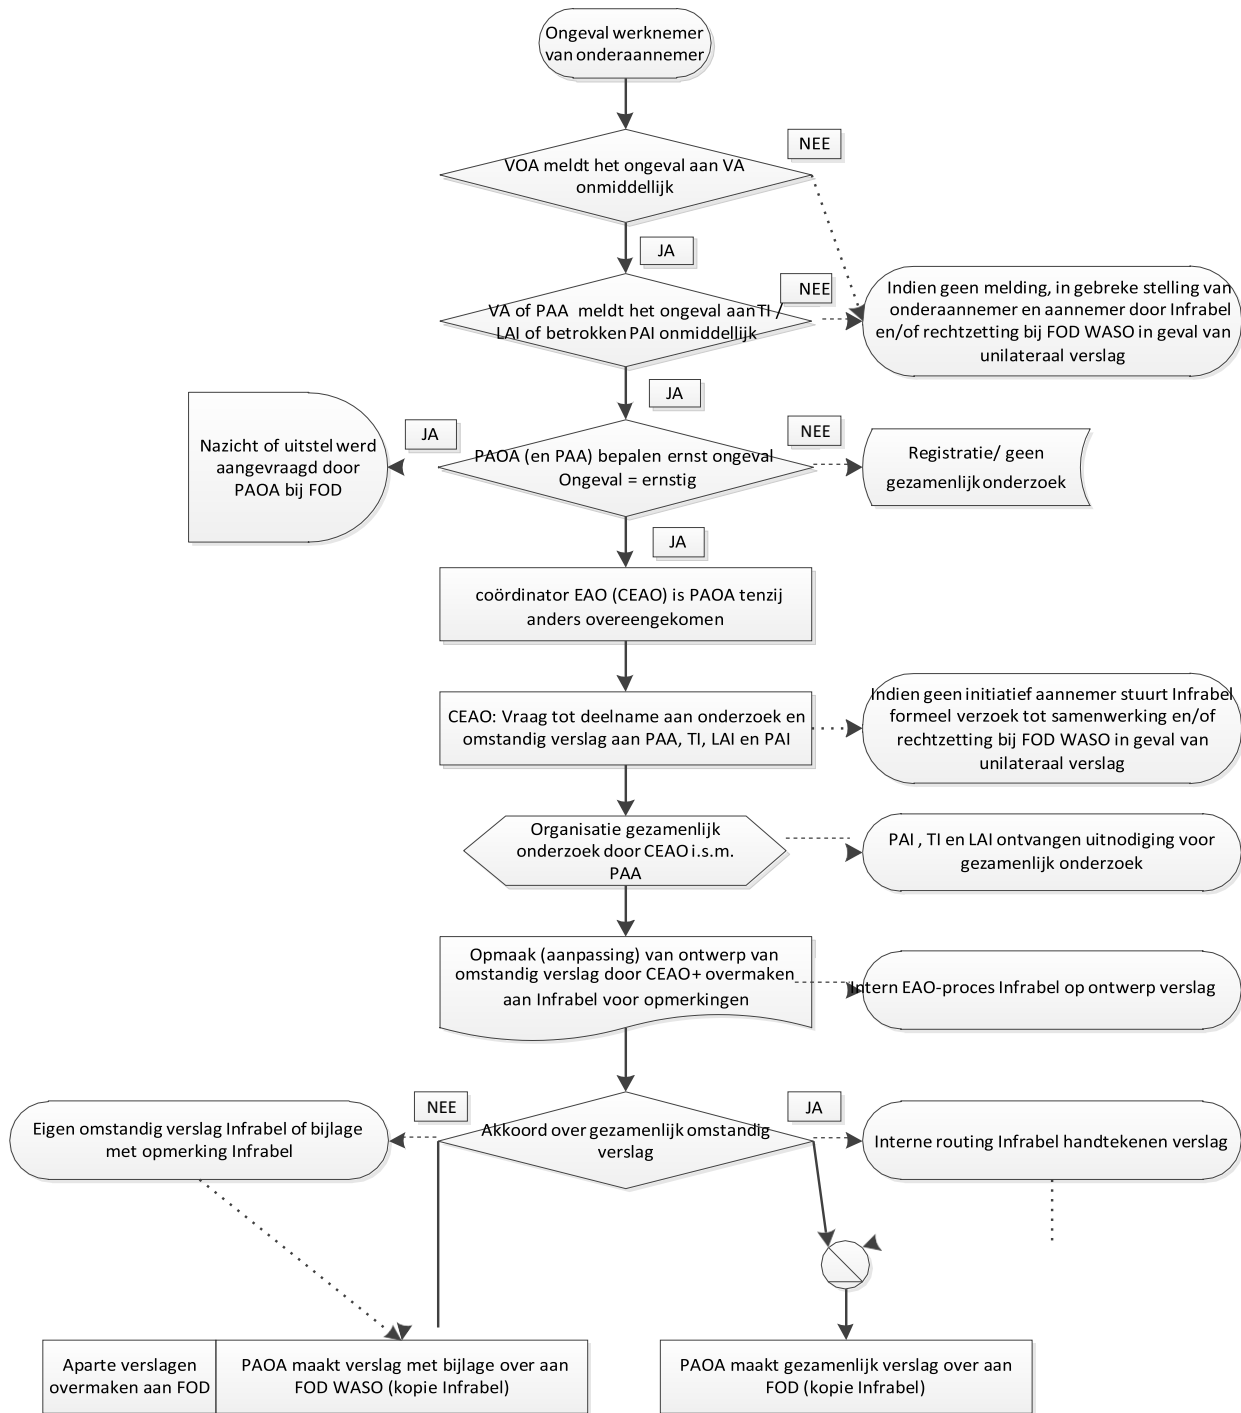 Ongeval werknemer
van onderaannemer
NEE
VOA meldt het ongeval aan VA
onmiddellijk
JA
NEE
VA of PAA meldt het ongeval aan TI /
LAI of betrokken PAI onmiddellijk
Indien geen melding, in gebreke stelling van
onderaannemer en aannemer door Infrabel
en/of rechtzetting bij FOD WASO in geval van
unilateraal verslag
JA
JA
NEE
Nazicht of uitstel werd
aangevraagd door
PAOA bij FOD
PAOA (en PAA) bepalen ernst ongeval
Ongeval = ernstig
Registratie/ geen
gezamenlijk onderzoek
JA
coördinator EAO (CEAO) is PAOA tenzij
anders overeengekomen
CEAO: Vraag tot deelname aan onderzoek en
omstandig verslag aan PAA, TI, LAI en PAI
Indien geen initiatief aannemer stuurt Infrabel
formeel verzoek tot samenwerking en/of
rechtzetting bij FOD WASO in geval van
unilateraal verslag
Organisatie gezamenlijk
onderzoek door CEAO i.s.m.
PAA
PAI , TI en LAI ontvangen uitnodiging voor
gezamenlijk onderzoek
Opmaak (aanpassing) van ontwerp van
omstandig verslag door CEAO+ overmaken
aan Infrabel voor opmerkingen
Intern EAO-proces Infrabel op ontwerp verslag
NEE
JA
Eigen omstandig verslag Infrabel of bijlage
met opmerking Infrabel
Akkoord over gezamenlijk omstandig
verslag
Interne routing Infrabel handtekenen verslag
Aparte verslagen
overmaken aan FOD
PAOA maakt verslag met bijlage over aan
FOD WASO (kopie Infrabel)
PAOA maakt gezamenlijk verslag over aan
FOD (kopie Infrabel)